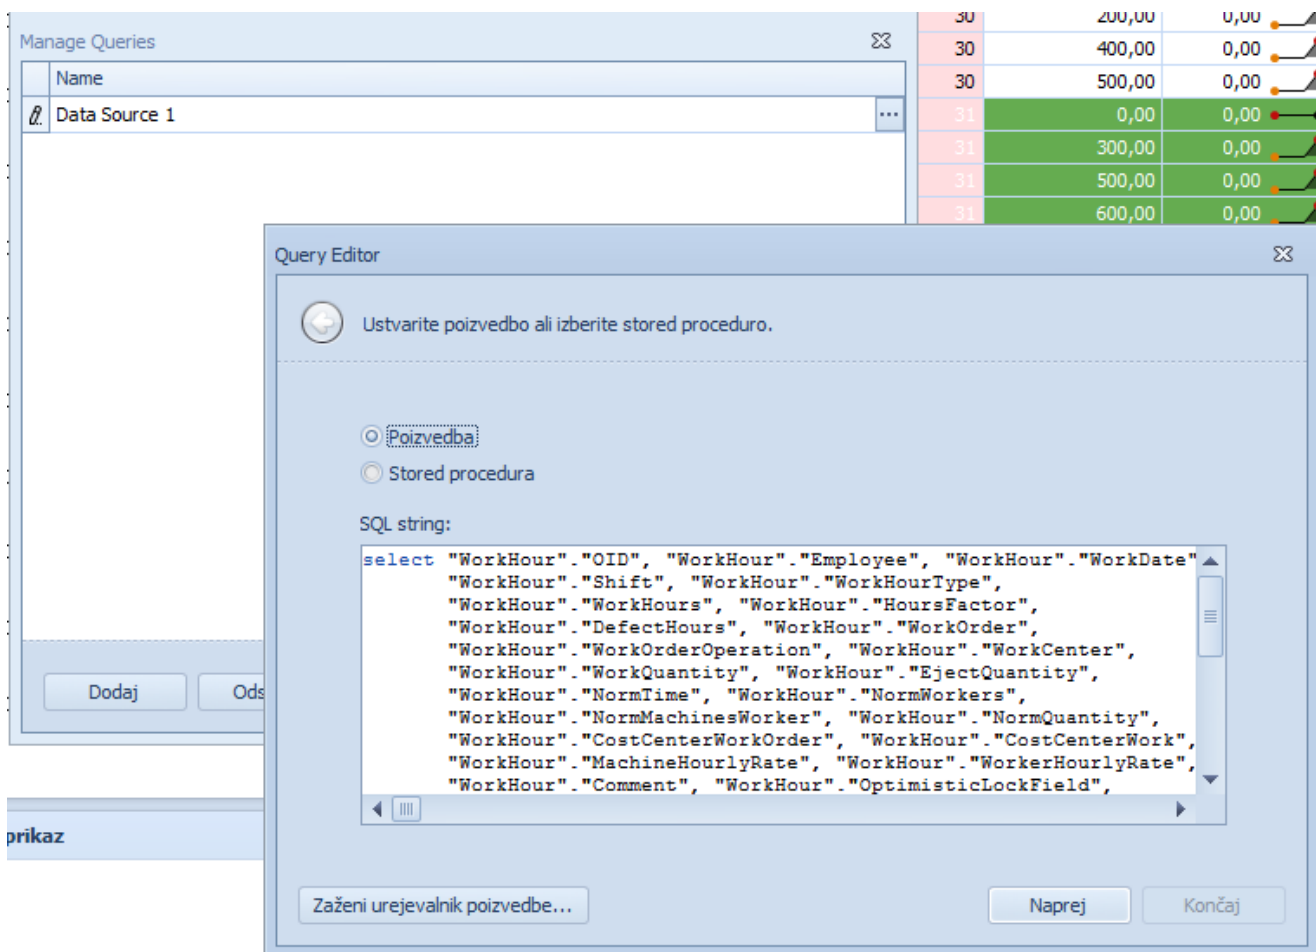 Manage Queries
Name
Data Source 1
...
30 200,00 0,00
30 400,00 0,00
30 500,00 0,00
31 0,00 0,00
31 300,00 0,00
31 500,00 0,00
31 600,00 0,00
Query Editor
Ustvarite poizvedbo ali izberite stored proceduro.
Poizvedba
Stored procedura
SQL string:
select "WorkHour"."OID", "WorkHour"."Employee", "WorkHour"."WorkDate"
"WorkHour"."Shift", "WorkHour"."WorkHourType",
"WorkHour"."WorkHours", "WorkHour"."HoursFactor",
"WorkHour"."DefectHours", "WorkHour"."WorkOrder",
"WorkHour"."WorkOrderOperation", "WorkHour"."WorkCenter",
"WorkHour"."WorkQuantity", "WorkHour"."EjectQuantity",
"WorkHour"."NormTime", "WorkHour"."NormWorkers",
"WorkHour"."NormMachinesWorker", "WorkHour"."NormQuantity",
"WorkHour"."CostCenterWorkOrder", "WorkHour"."CostCenterWork",
"WorkHour"."MachineHourlyRate", "WorkHour"."WorkerHourlyRate",
"WorkHour"."Comment", "WorkHour"."OptimisticLockField",
Dodaj
Ods
prikaz
Zaženi urejevalnik poizvedbe...
Naprej
Končaj